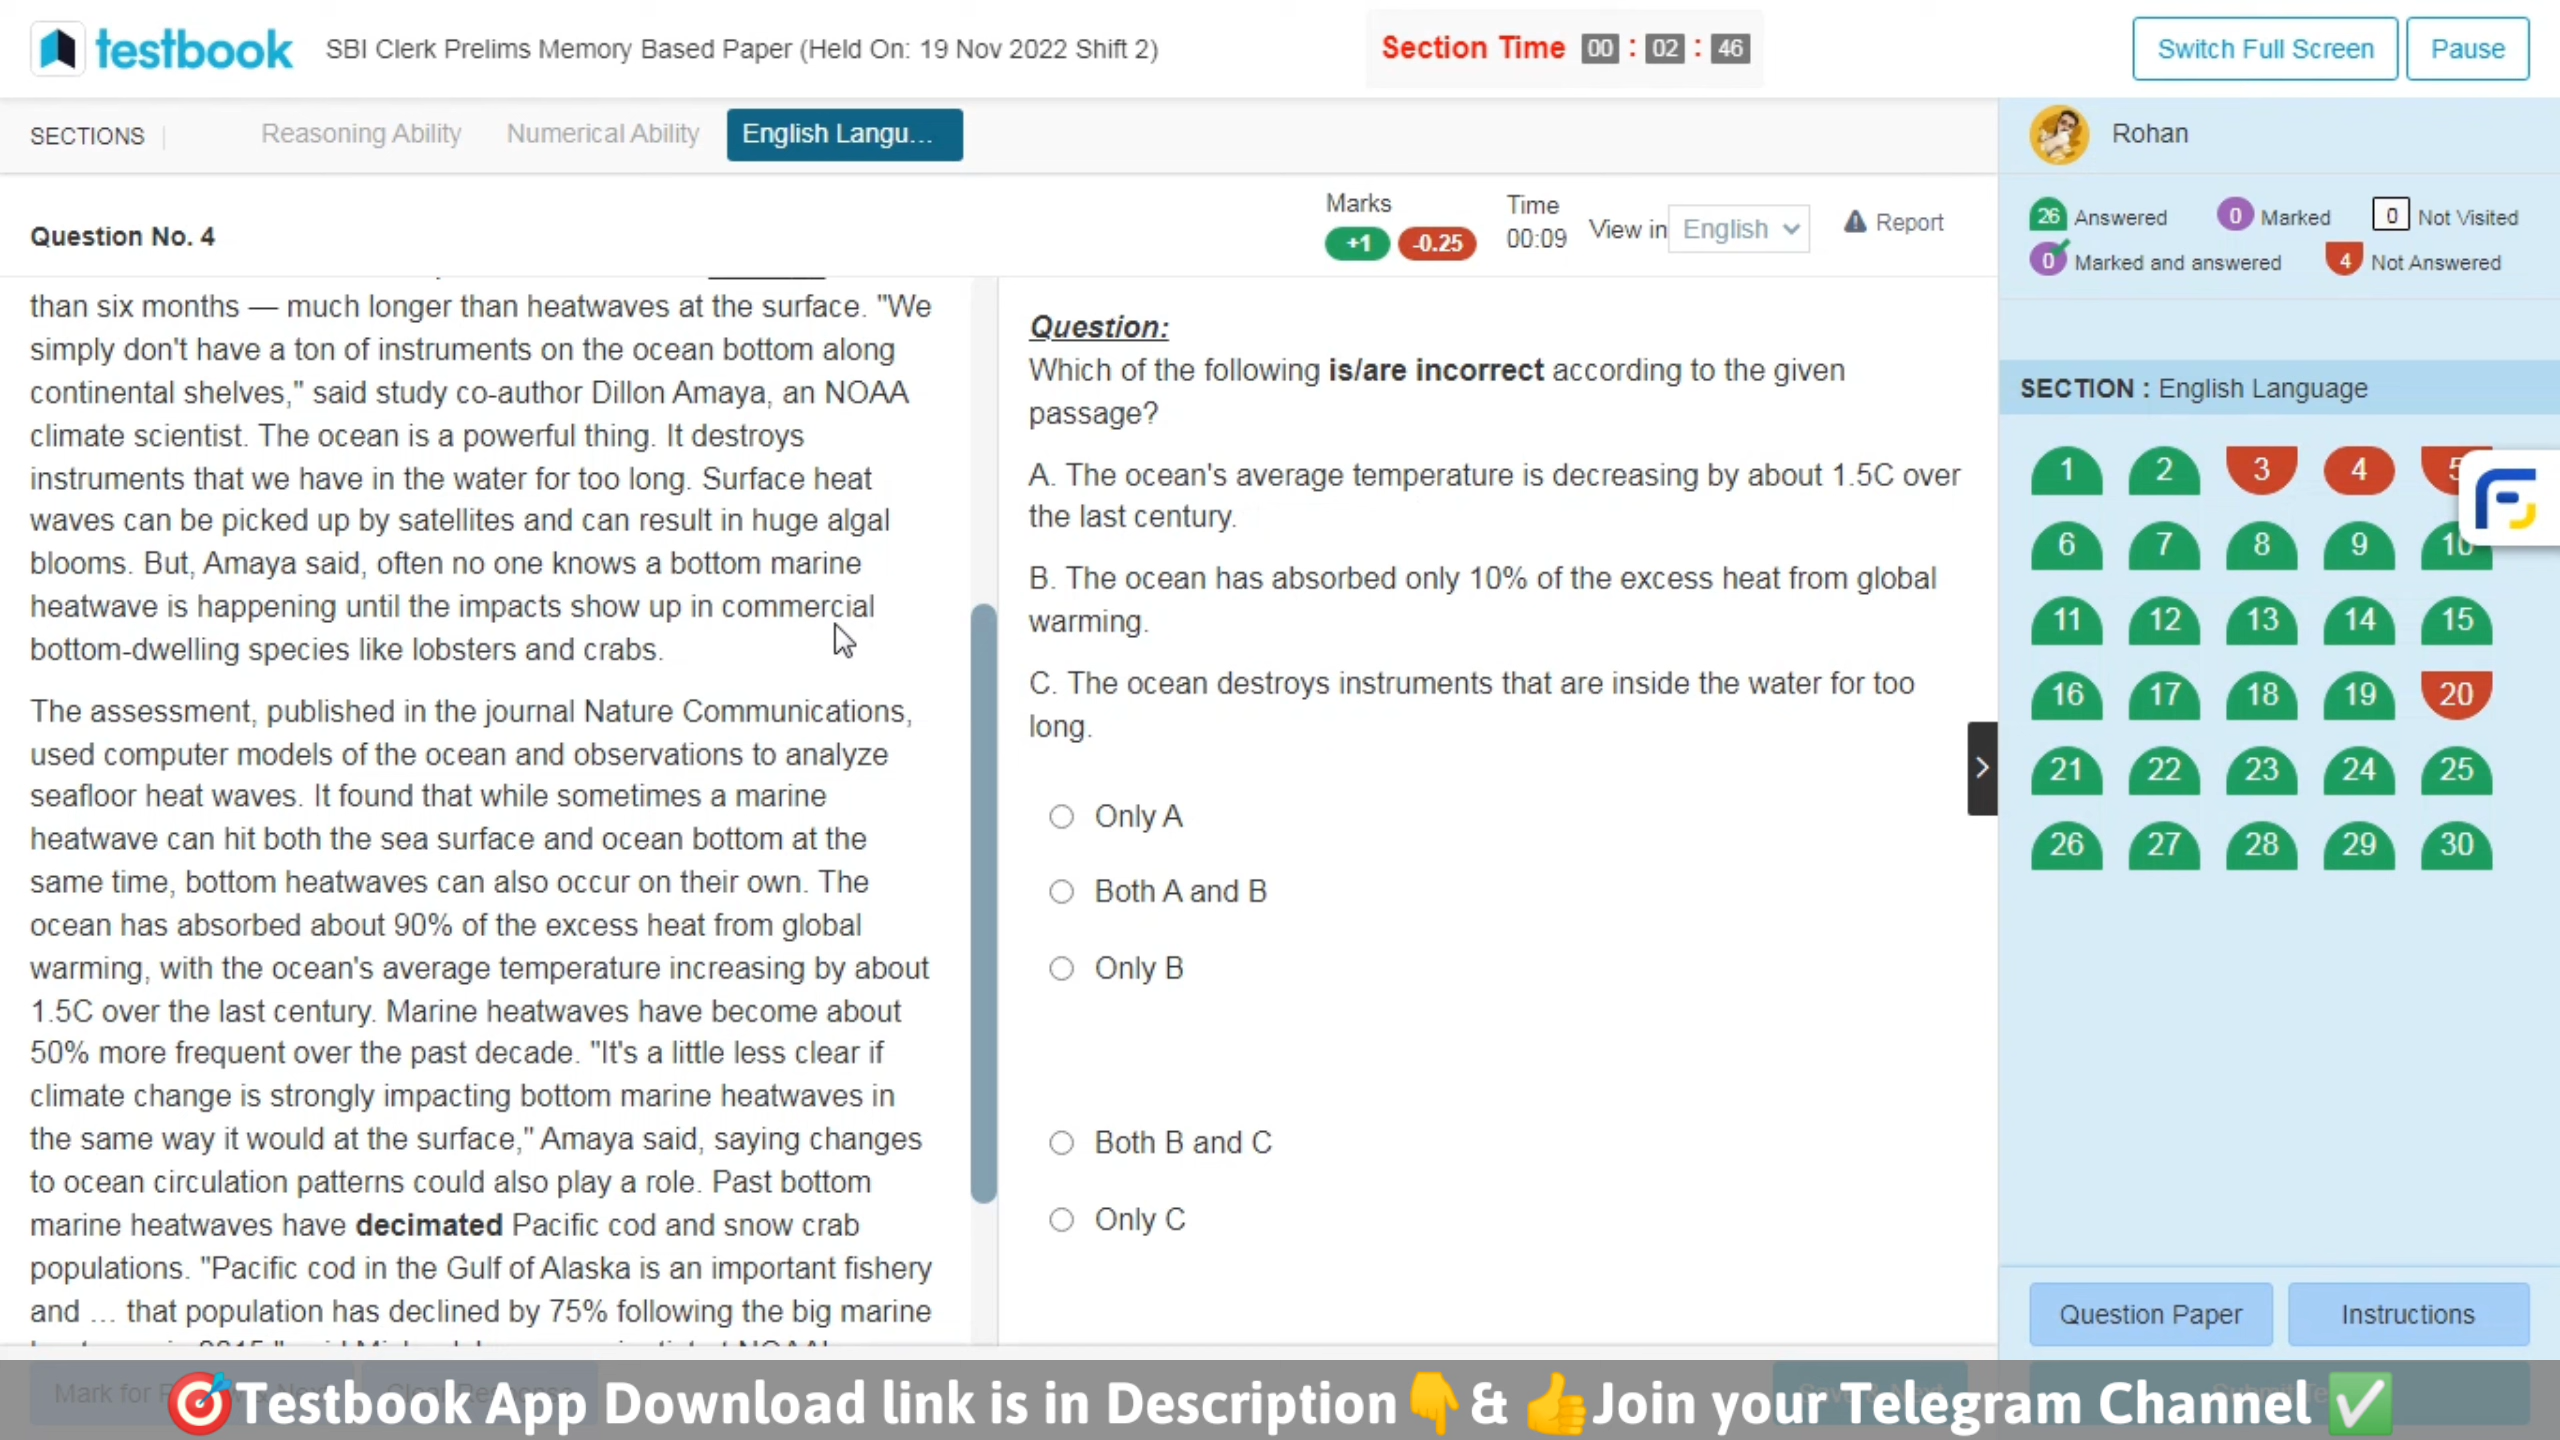 testbook
SBI Clerk Prelims Memory Based Paper (Held On: 19 Nov 2022 Shift 2)
Section Time 00 : 02 : 46
Switch Full Screen
Pause
SECTIONS
Reasoning Ability
Numerical Ability
English Langu...
Rohan
Question No. 4
Marks
+1
-0.25
Time
00:09
View in English
Report
26 Answered
0 Marked
0 Not Visited
0 Marked and answered
4 Not Answered
than six months — much longer than heatwaves at the surface. "We
simply don't have a ton of instruments on the ocean bottom along
continental shelves," said study co-author Dillon Amaya, an NOAA
climate scientist. The ocean is a powerful thing. It destroys
instruments that we have in the water for too long. Surface heat
waves can be picked up by satellites and can result in huge algal
blooms. But, Amaya said, often no one knows a bottom marine
heatwave is happening until the impacts show up in commercial
bottom-dwelling species like lobsters and crabs.
The assessment, published in the journal Nature Communications,
used computer models of the ocean and observations to analyze
seafloor heat waves. It found that while sometimes a marine
heatwave can hit both the sea surface and ocean bottom at the
same time, bottom heatwaves can also occur on their own. The
ocean has absorbed about 90% of the excess heat from global
warming, with the ocean's average temperature increasing by about
1.5C over the last century. Marine heatwaves have become about
50% more frequent over the past decade. "It's a little less clear if
climate change is strongly impacting bottom marine heatwaves in
the same way it would at the surface," Amaya said, saying changes
to ocean circulation patterns could also play a role. Past bottom
marine heatwaves have decimated Pacific cod and snow crab
populations. "Pacific cod in the Gulf of Alaska is an important fishery
and ... that population has declined by 75% following the big marine
Question:
Which of the following is/are incorrect according to the given
passage?
A. The ocean's average temperature is decreasing by about 1.5C over
the last century.
B. The ocean has absorbed only 10% of the excess heat from global
warming.
C. The ocean destroys instruments that are inside the water for too
long.
Only A
Both A and B
Only B
Both B and C
Only C
SECTION : English Language
1 2 3 4 5
6 7 8 9 10
11 12 13 14 15
16 17 18 19 20
21 22 23 24 25
26 27 28 29 30
Question Paper
Instructions
Mark for
🎯Testbook App Download link is in Description👇& 👍Join your Telegram Channel ✅